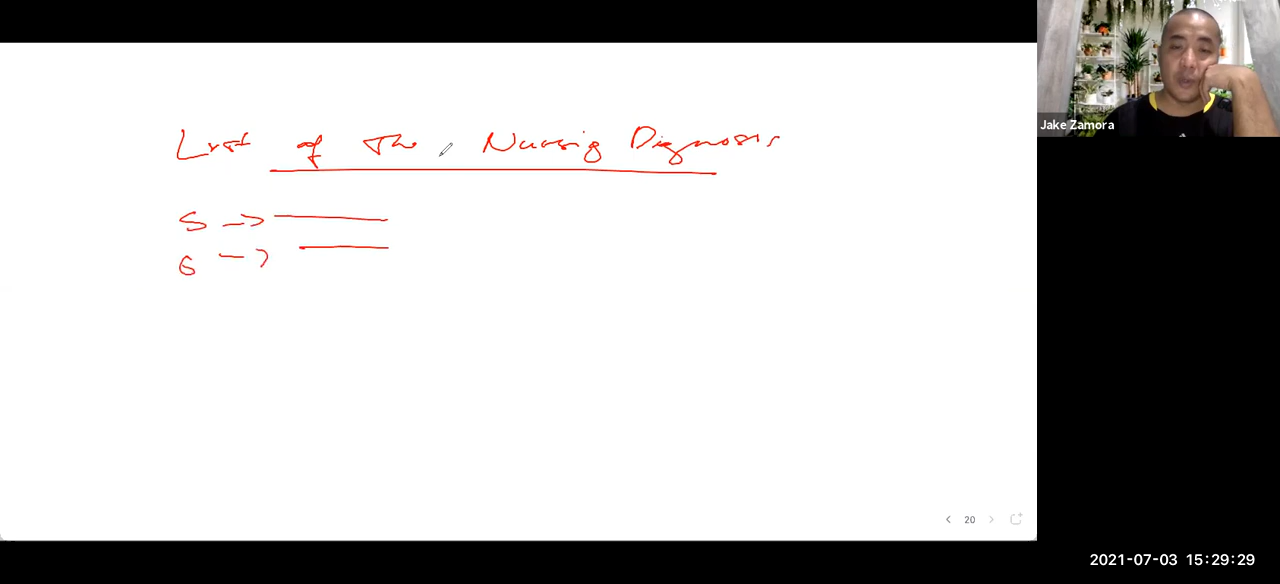 List of The Nursing Diagnosis
S →
O →
Jake Zamora
20
2021-07-03 15:29:29